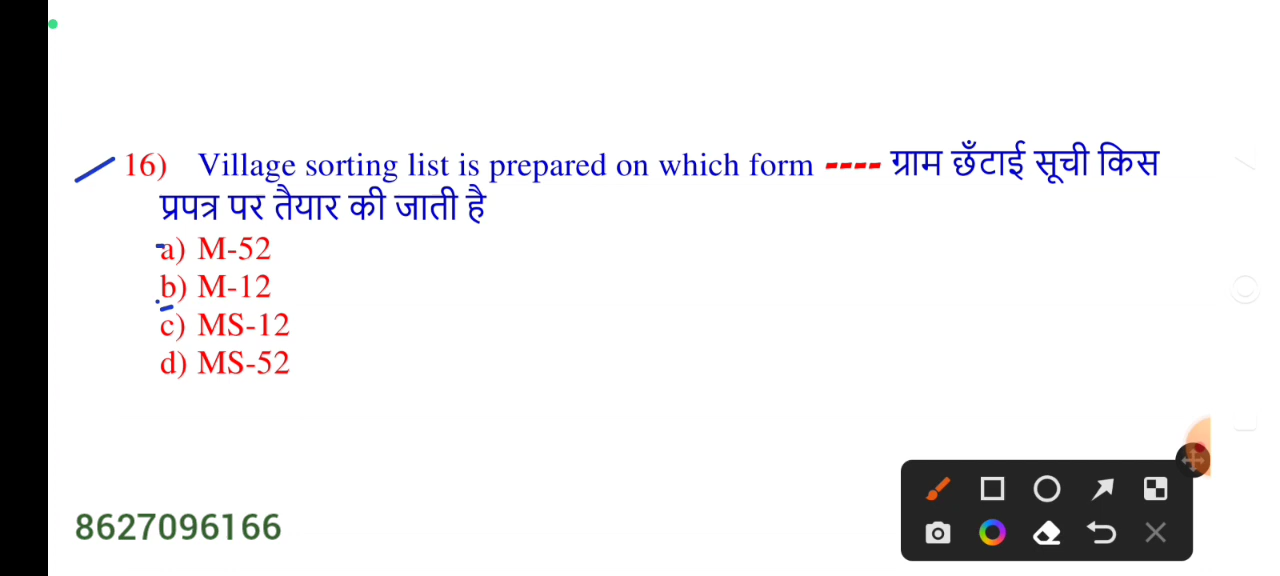 16) Village sorting list is prepared on which form ---- ग्राम छँटाई सूची किस
प्रपत्र पर तैयार की जाती है
a) M-52
b) M-12
c) MS-12
d) MS-52
8627096166